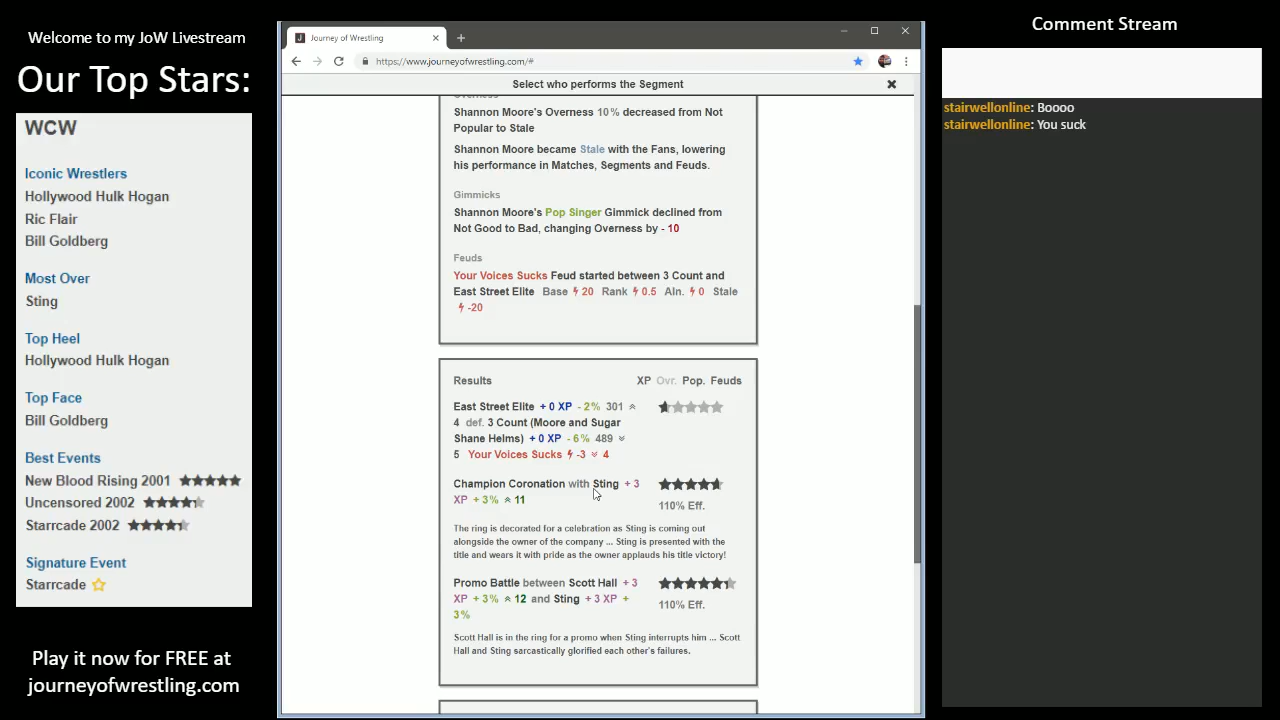 Welcome to my JoW Livestream
Our Top Stars:
WCW
Iconic Wrestlers
Hollywood Hulk Hogan
Ric Flair
Bill Goldberg
Most Over
Sting
Top Heel
Hollywood Hulk Hogan
Top Face
Bill Goldberg
Best Events
New Blood Rising 2001
Uncensored 2002
Starrcade 2002
Signature Event
Starrcade
Play it now for FREE at
journeyofwrestling.com
Journey of Wrestling
https://www.journeyofwrestling.com/#
Select who performs the Segment
Overness
Shannon Moore's Overness 10% decreased from Not
Popular to Stale
Shannon Moore became Stale with the Fans, lowering
his performance in Matches, Segments and Feuds.
Gimmicks
Shannon Moore's Pop Singer Gimmick declined from
Not Good to Bad, changing Overness by - 10
Feuds
Your Voices Sucks Feud started between 3 Count and
East Street Elite Base 20 Rank 0.5 Aln. 0 Stale
-20
Results XP Ovr. Pop. Feuds
East Street Elite + 0 XP - 2% 301
4 def. 3 Count (Moore and Sugar
Shane Helms) + 0 XP - 6% 489
5 Your Voices Sucks -3 4
Champion Coronation with Sting + 3
XP + 3% 11
110% Eff.
The ring is decorated for a celebration as Sting is coming out
alongside the owner of the company ... Sting is presented with the
title and wears it with pride as the owner applauds his title victory!
Promo Battle between Scott Hall + 3
XP + 3% 12 and Sting + 3 XP +
3%
110% Eff.
Scott Hall is in the ring for a promo when Sting interrupts him ... Scott
Hall and Sting sarcastically glorified each other's failures.
Comment Stream
stairwellonline: Boooo
stairwellonline: You suck